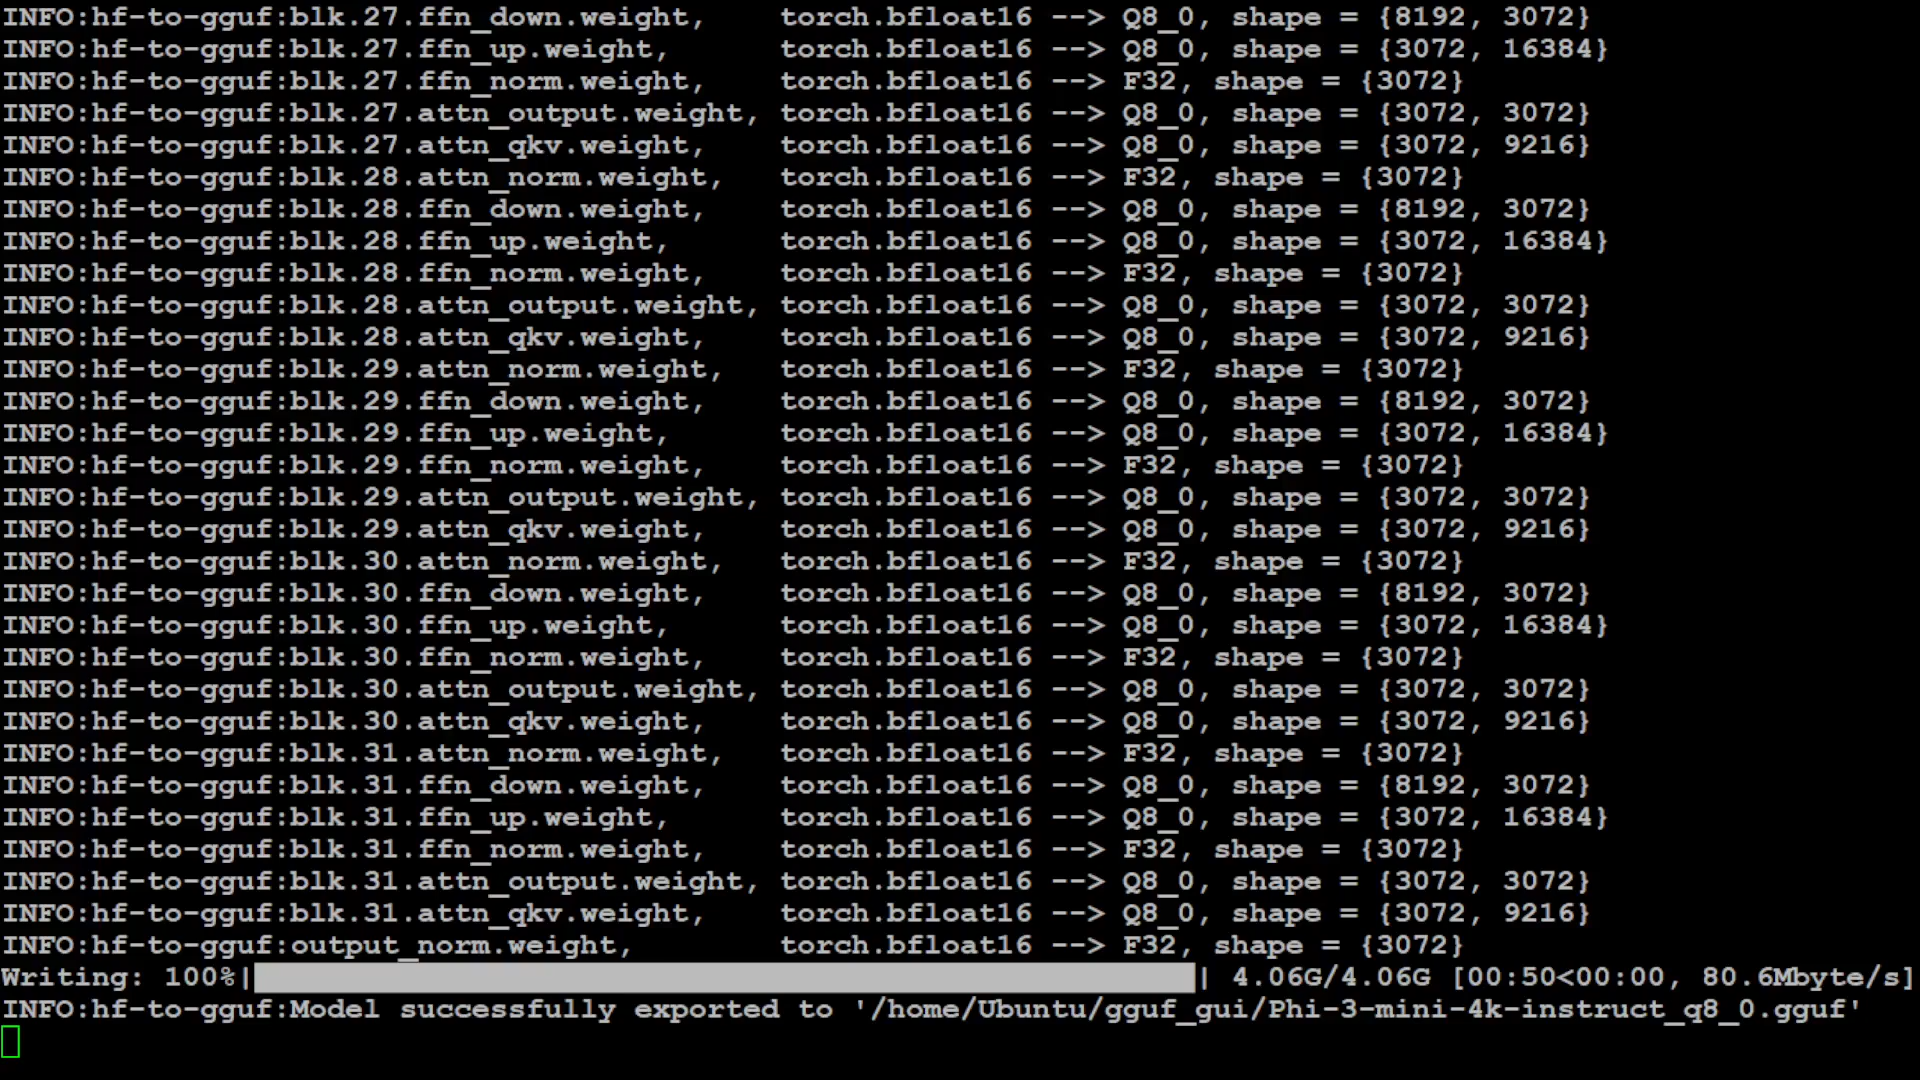 INFO:hf-to-gguf:blk.27.ffn_down.weight,    torch.bfloat16 --> Q8_0, shape = {8192, 3072}
INFO:hf-to-gguf:blk.27.ffn_up.weight,      torch.bfloat16 --> Q8_0, shape = {3072, 16384}
INFO:hf-to-gguf:blk.27.ffn_norm.weight,    torch.bfloat16 --> F32, shape = {3072}
INFO:hf-to-gguf:blk.27.attn_output.weight, torch.bfloat16 --> Q8_0, shape = {3072, 3072}
INFO:hf-to-gguf:blk.27.attn_qkv.weight,    torch.bfloat16 --> Q8_0, shape = {3072, 9216}
INFO:hf-to-gguf:blk.28.attn_norm.weight,   torch.bfloat16 --> F32, shape = {3072}
INFO:hf-to-gguf:blk.28.ffn_down.weight,    torch.bfloat16 --> Q8_0, shape = {8192, 3072}
INFO:hf-to-gguf:blk.28.ffn_up.weight,      torch.bfloat16 --> Q8_0, shape = {3072, 16384}
INFO:hf-to-gguf:blk.28.ffn_norm.weight,    torch.bfloat16 --> F32, shape = {3072}
INFO:hf-to-gguf:blk.28.attn_output.weight, torch.bfloat16 --> Q8_0, shape = {3072, 3072}
INFO:hf-to-gguf:blk.28.attn_qkv.weight,    torch.bfloat16 --> Q8_0, shape = {3072, 9216}
INFO:hf-to-gguf:blk.29.attn_norm.weight,   torch.bfloat16 --> F32, shape = {3072}
INFO:hf-to-gguf:blk.29.ffn_down.weight,    torch.bfloat16 --> Q8_0, shape = {8192, 3072}
INFO:hf-to-gguf:blk.29.ffn_up.weight,      torch.bfloat16 --> Q8_0, shape = {3072, 16384}
INFO:hf-to-gguf:blk.29.ffn_norm.weight,    torch.bfloat16 --> F32, shape = {3072}
INFO:hf-to-gguf:blk.29.attn_output.weight, torch.bfloat16 --> Q8_0, shape = {3072, 3072}
INFO:hf-to-gguf:blk.29.attn_qkv.weight,    torch.bfloat16 --> Q8_0, shape = {3072, 9216}
INFO:hf-to-gguf:blk.30.attn_norm.weight,   torch.bfloat16 --> F32, shape = {3072}
INFO:hf-to-gguf:blk.30.ffn_down.weight,    torch.bfloat16 --> Q8_0, shape = {8192, 3072}
INFO:hf-to-gguf:blk.30.ffn_up.weight,      torch.bfloat16 --> Q8_0, shape = {3072, 16384}
INFO:hf-to-gguf:blk.30.ffn_norm.weight,    torch.bfloat16 --> F32, shape = {3072}
INFO:hf-to-gguf:blk.30.attn_output.weight, torch.bfloat16 --> Q8_0, shape = {3072, 3072}
INFO:hf-to-gguf:blk.30.attn_qkv.weight,    torch.bfloat16 --> Q8_0, shape = {3072, 9216}
INFO:hf-to-gguf:blk.31.attn_norm.weight,   torch.bfloat16 --> F32, shape = {3072}
INFO:hf-to-gguf:blk.31.ffn_down.weight,    torch.bfloat16 --> Q8_0, shape = {8192, 3072}
INFO:hf-to-gguf:blk.31.ffn_up.weight,      torch.bfloat16 --> Q8_0, shape = {3072, 16384}
INFO:hf-to-gguf:blk.31.ffn_norm.weight,    torch.bfloat16 --> F32, shape = {3072}
INFO:hf-to-gguf:blk.31.attn_output.weight, torch.bfloat16 --> Q8_0, shape = {3072, 3072}
INFO:hf-to-gguf:blk.31.attn_qkv.weight,    torch.bfloat16 --> Q8_0, shape = {3072, 9216}
INFO:hf-to-gguf:output_norm.weight,        torch.bfloat16 --> F32, shape = {3072}
Writing: 100%|| 4.06G/4.06G [00:50<00:00, 80.6Mbyte/s]
INFO:hf-to-gguf:Model successfully exported to '/home/Ubuntu/gguf_gui/Phi-3-mini-4k-instruct_q8_0.gguf'